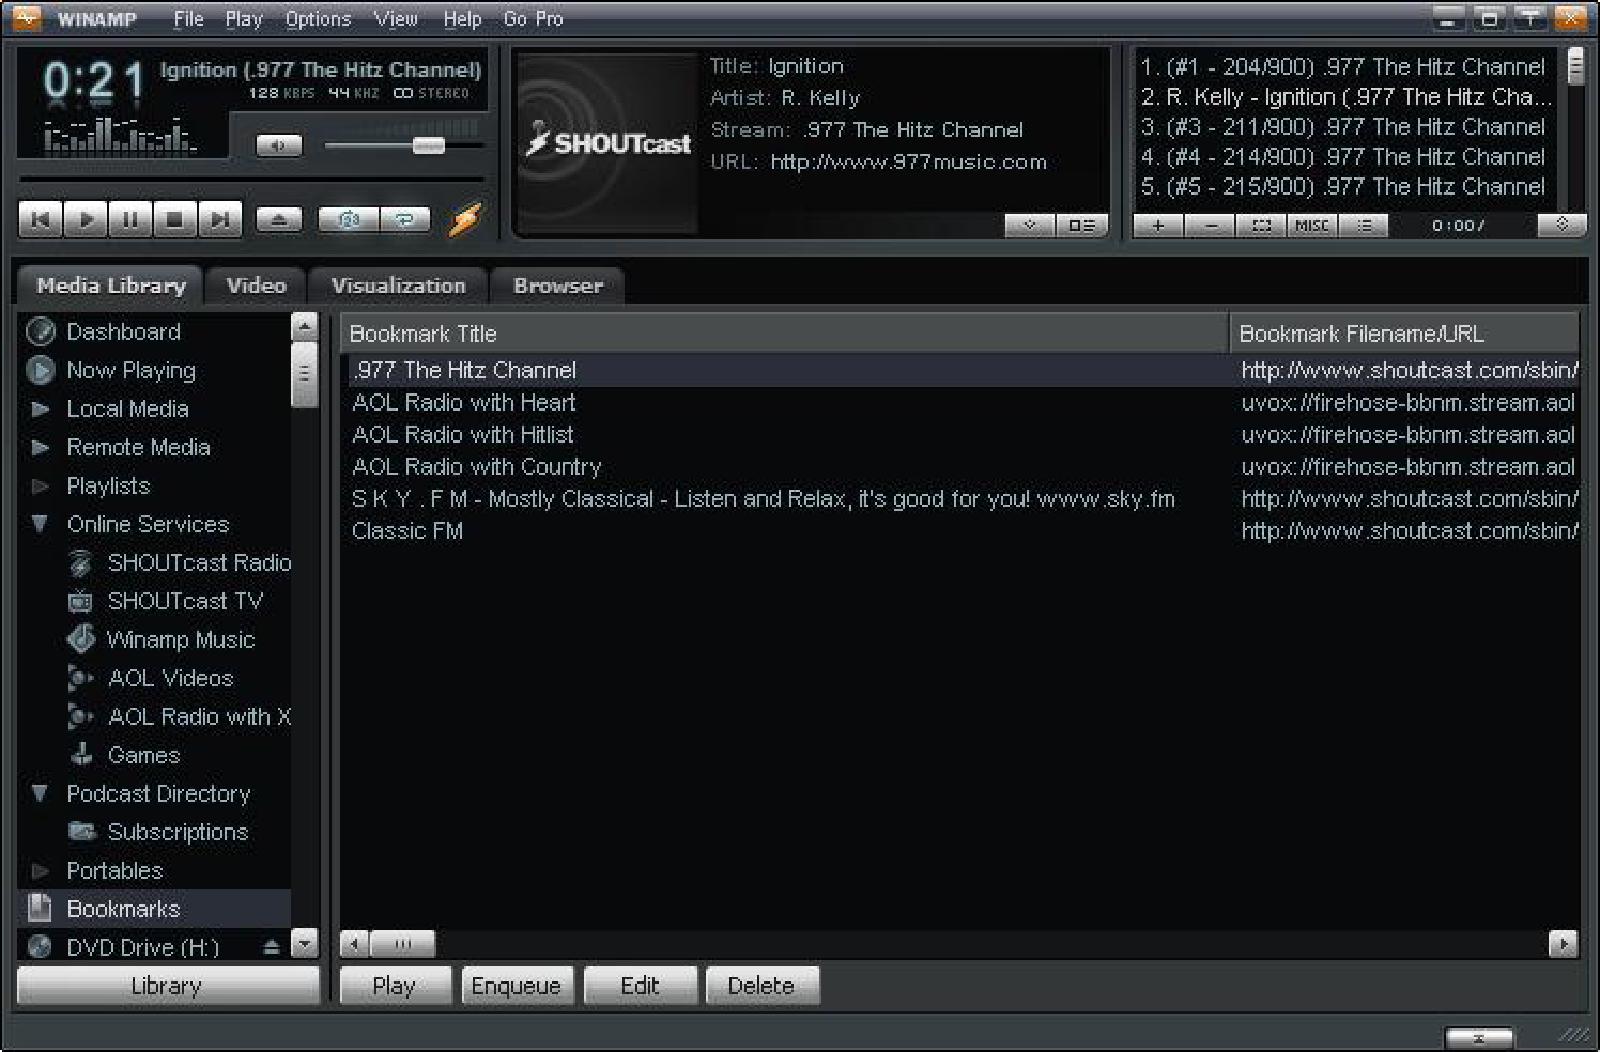 WINAMP File Play Options View Help Go Pro
0:21 Ignition (.977 The Hitz Channel)
128 KBPS 44 KHZ STEREO
SHOUTcast
Title: Ignition
Artist: R. Kelly
Stream: .977 The Hitz Channel
URL: http://www.977music.com
1. (#1 - 204/900) .977 The Hitz Channel
2. R. Kelly - Ignition (.977 The Hitz Cha...
3. (#3 - 211/900) .977 The Hitz Channel
4. (#4 - 214/900) .977 The Hitz Channel
5. (#5 - 215/900) .977 The Hitz Channel
+ - MISC 0:00/
Media Library Video Visualization Browser
Dashboard
Now Playing
Local Media
Remote Media
Playlists
Online Services
SHOUTcast Radio
SHOUTcast TV
Winamp Music
AOL Videos
AOL Radio with X
Games
Podcast Directory
Subscriptions
Portables
Bookmarks
DVD Drive (H:)
Library
Bookmark Title Bookmark Filename/URL
.977 The Hitz Channel http://www.shoutcast.com/sbin/
AOL Radio with Heart uvox://firehose-bbnm.stream.aol
AOL Radio with Hitlist uvox://firehose-bbnm.stream.aol
AOL Radio with Country uvox://firehose-bbnm.stream.aol
S K Y . F M - Mostly Classical - Listen and Relax, it's good for you! www.sky.fm http://www.shoutcast.com/sbin/
Classic FM http://www.shoutcast.com/sbin/
Play Enqueue Edit Delete